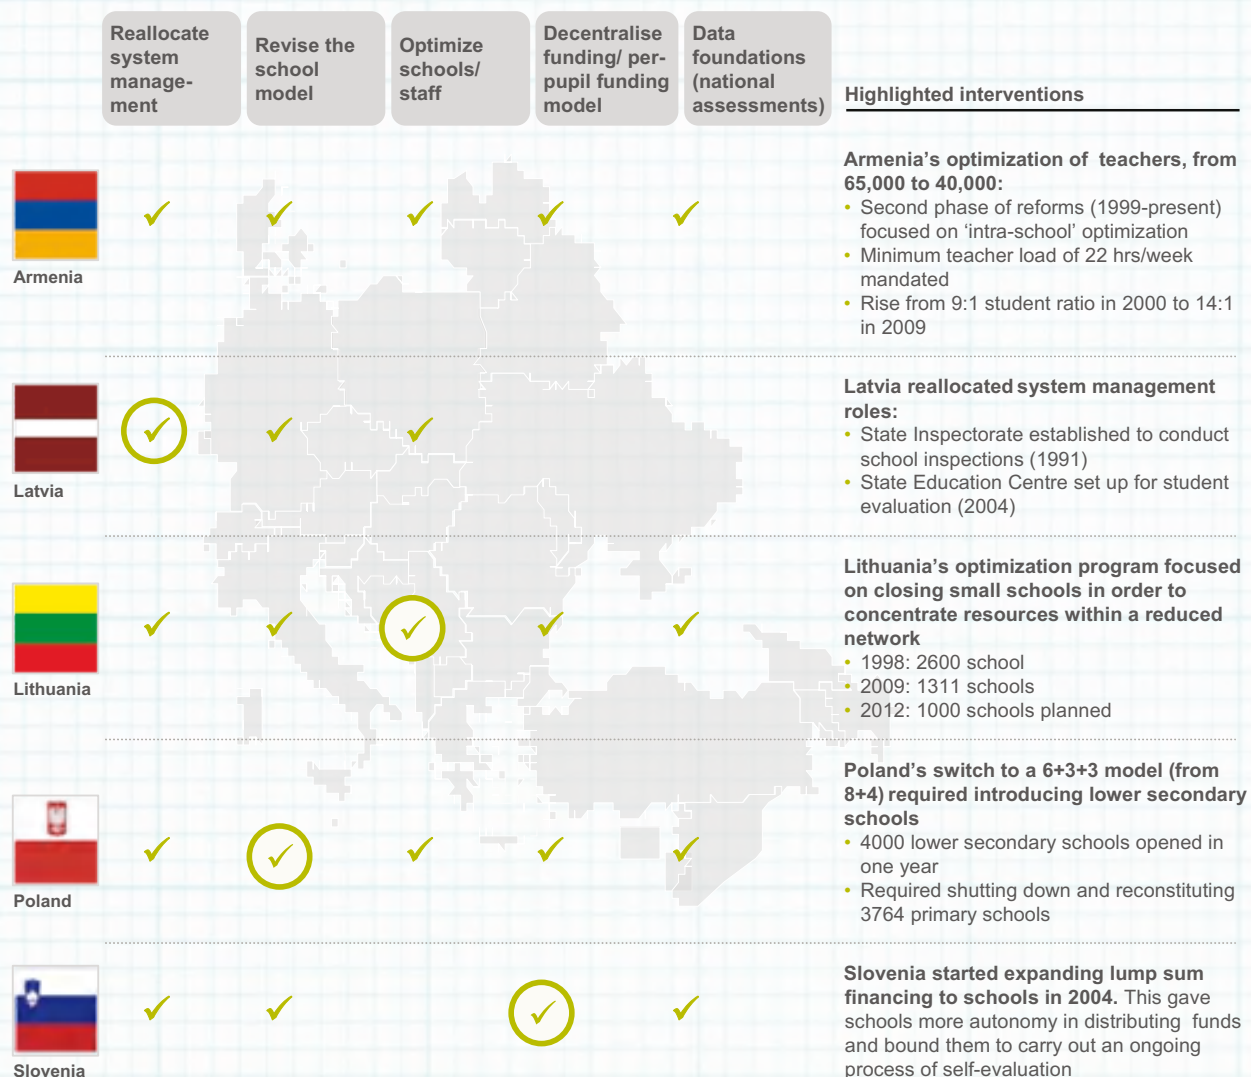 Reallocate
system
manage-
ment
Revise the
school
model
Optimize
schools/
staff
Decentralise
funding/ per-
pupil funding
model
Data
foundations
(national
assessments)
Highlighted interventions
Armenia
Armenia’s optimization of teachers, from
65,000 to 40,000:
• Second phase of reforms (1999-present)
focused on ‘intra-school’ optimization
• Minimum teacher load of 22 hrs/week
mandated
• Rise from 9:1 student ratio in 2000 to 14:1
in 2009
Latvia
Latvia reallocated system management
roles:
• State Inspectorate established to conduct
school inspections (1991)
• State Education Centre set up for student
evaluation (2004)
Lithuania
Lithuania’s optimization program focused
on closing small schools in order to
concentrate resources within a reduced
network
• 1998: 2600 school
• 2009: 1311 schools
• 2012: 1000 schools planned
Poland
Poland’s switch to a 6+3+3 model (from
8+4) required introducing lower secondary
schools
• 4000 lower secondary schools opened in
one year
• Required shutting down and reconstituting
3764 primary schools
Slovenia
Slovenia started expanding lump sum
financing to schools in 2004. This gave
schools more autonomy in distributing funds
and bound them to carry out an ongoing
process of self-evaluation